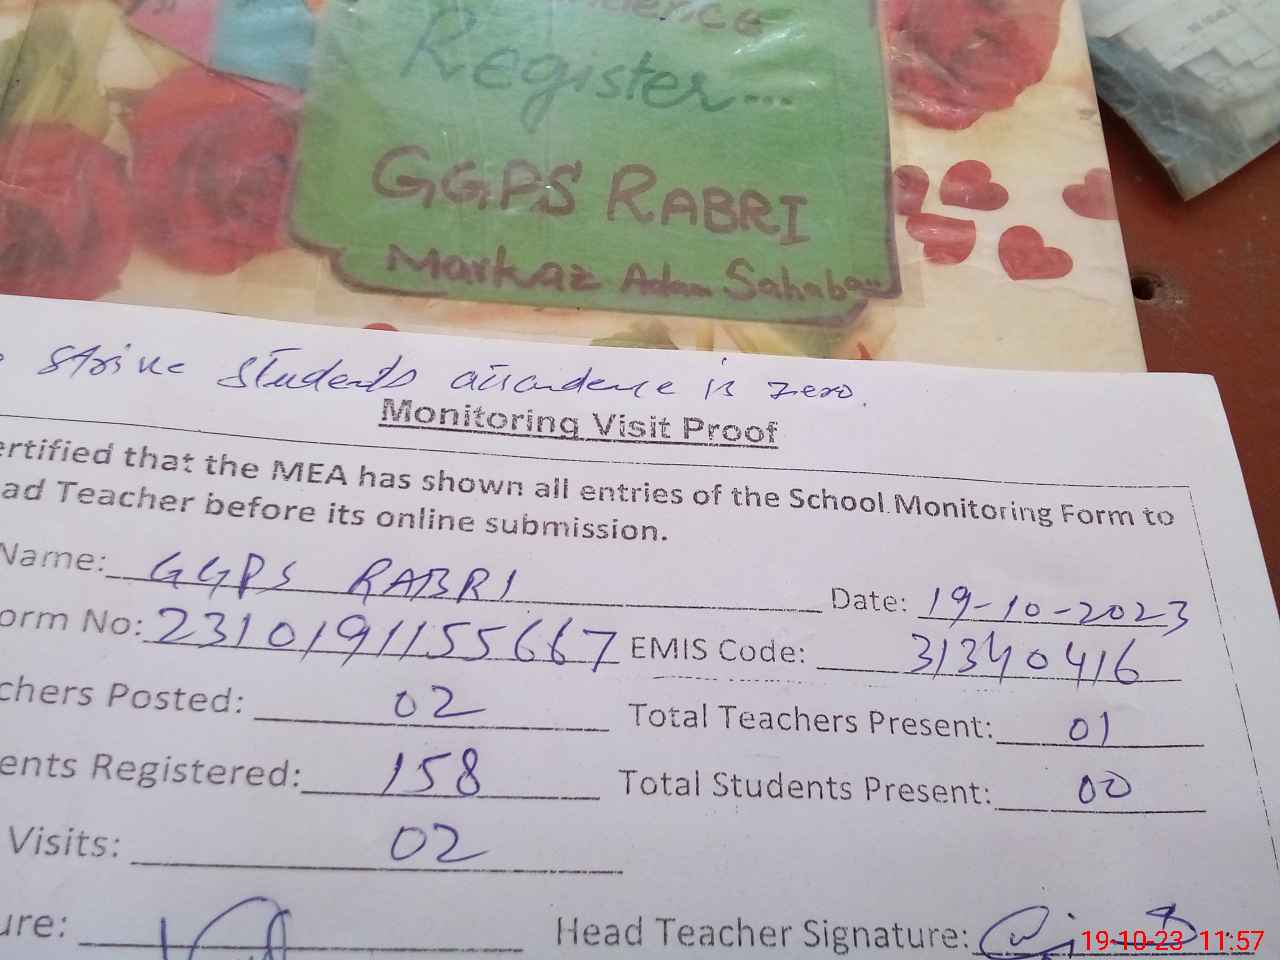 Register...
GGPS RABRI
Markaz Adam Sahaba
strike students attandence is zero.
Monitoring Visit Proof
ertified that the MEA has shown all entries of the School Monitoring Form to
ad Teacher before its online submission.
Name: GGPS RABRI Date: 19-10-2023
orm No: 2310191155667 EMIS Code: 31340416
chers Posted: 02 Total Teachers Present: 01
ents Registered: 158 Total Students Present: 00
Visits: 02
ure: Head Teacher Signature:
19-10-23 11:57